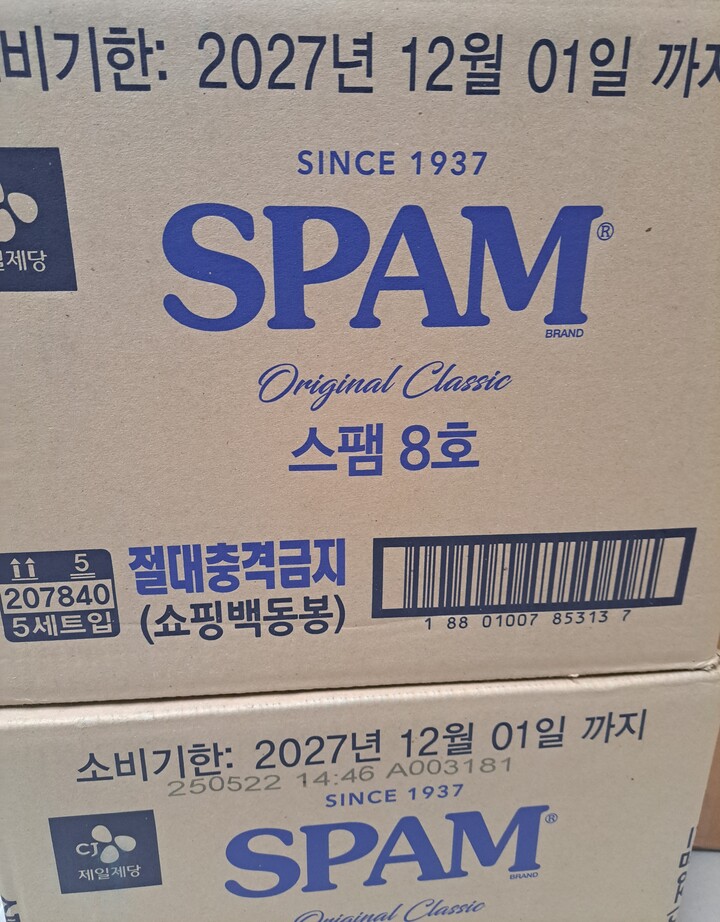 비기한: 2027년 12월 01일 까지
SINCE 1937
SPAM®
BRAND
제당
Original Classic
스팸 8호
5
207840
5세트입
절대충격금지
(쇼핑백동봉)
1 88 01007 85313 7
소비기한: 2027년 12월 01일 까지
250522 14:46 A003181
SINCE 1937
CJ
제일제당
SPAM®
BRAND
Original Classic